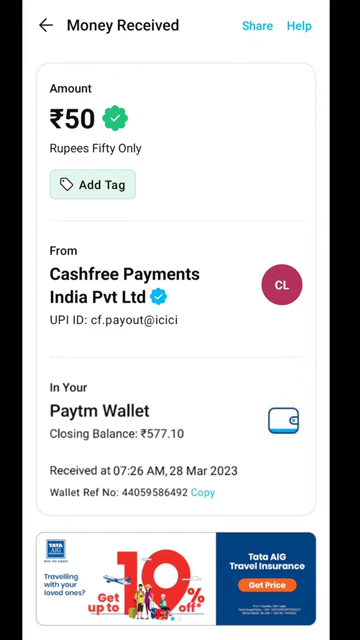 Money Received
Share
Help
Amount
₹50
Rupees Fifty Only
Add Tag
From
Cashfree Payments
India Pvt Ltd
CL
UPI ID: cf.payout@icici
In Your
Paytm Wallet
Closing Balance: ₹577.10
Received at 07:26 AM, 28 Mar 2023
Wallet Ref No: 44059586492 Copy
TATA
AIG
Travelling
with your
loved ones?
Get
up to
10%
off*
Tata AIG
Travel Insurance
Get Price